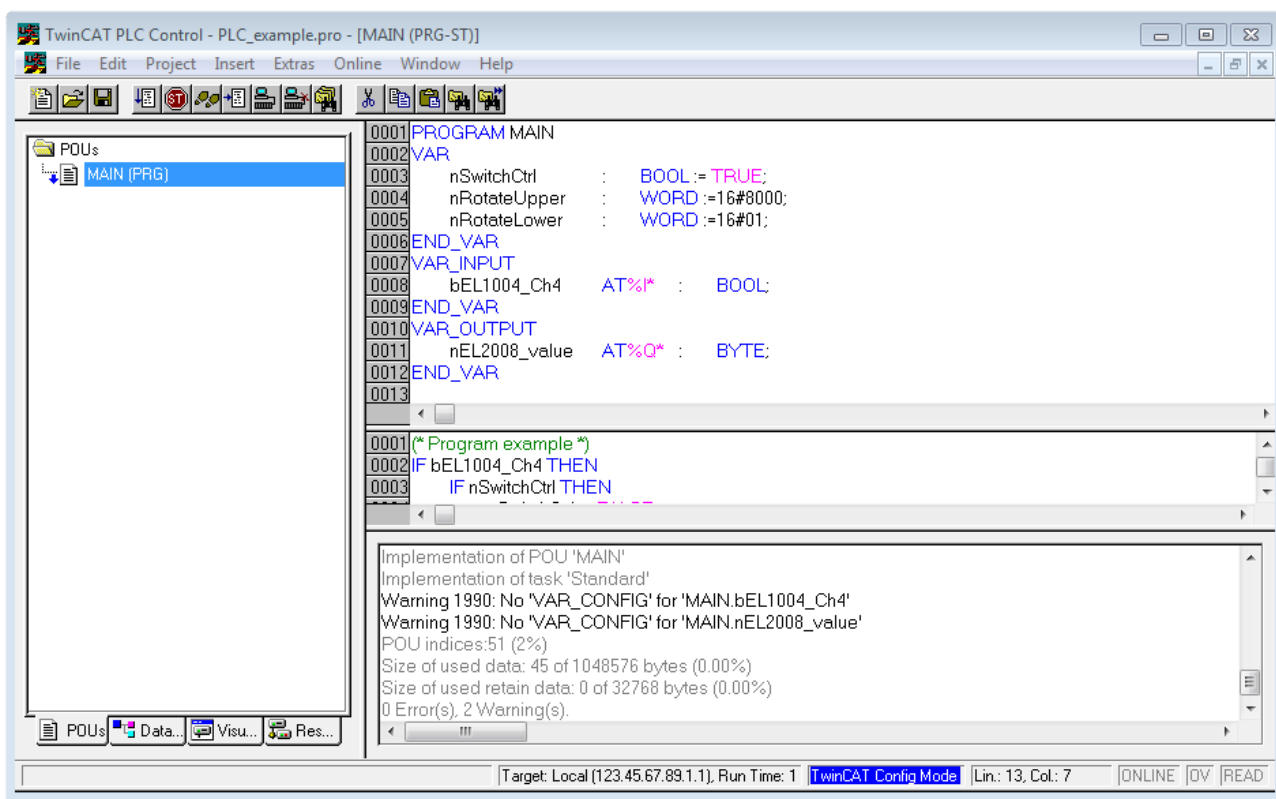 TwinCAT PLC Control - PLC_example.pro - [MAIN (PRG-ST)]
File Edit Project Insert Extras Online Window Help
POUs
MAIN (PRG)
0001 PROGRAM MAIN
0002 VAR
0003 nSwitchCtrl : BOOL := TRUE;
0004 nRotateUpper : WORD :=16#8000;
0005 nRotateLower : WORD :=16#01;
0006 END_VAR
0007 VAR_INPUT
0008 bEL1004_Ch4 AT%I* : BOOL;
0009 END_VAR
0010 VAR_OUTPUT
0011 nEL2008_value AT%Q* : BYTE;
0012 END_VAR
0013
0001 (* Program example *)
0002 IF bEL1004_Ch4 THEN
0003 IF nSwitchCtrl THEN
Implementation of POU 'MAIN'
Implementation of task 'Standard'
Warning 1990: No 'VAR_CONFIG' for 'MAIN.bEL1004_Ch4'
Warning 1990: No 'VAR_CONFIG' for 'MAIN.nEL2008_value'
POU indices:51 (2%)
Size of used data: 45 of 1048576 bytes (0.00%)
Size of used retain data: 0 of 32768 bytes (0.00%)
0 Error(s), 2 Warning(s).
POUs Data... Visu... Res...
Target: Local (123.45.67.89.1.1), Run Time: 1 TwinCAT Config Mode Lin.: 13, Col.: 7 ONLINE OV READ